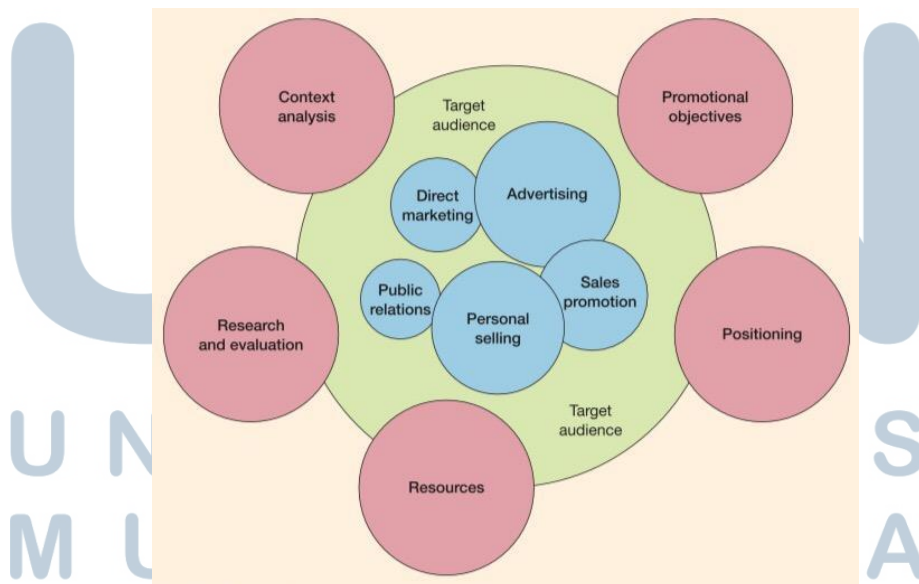 Context
analysis
Target
audience
Promotional
objectives
Direct
marketing
Advertising
Public
relations
Sales
promotion
Personal
selling
Research
and evaluation
Positioning
Target
audience
Resources
U N S
M U A